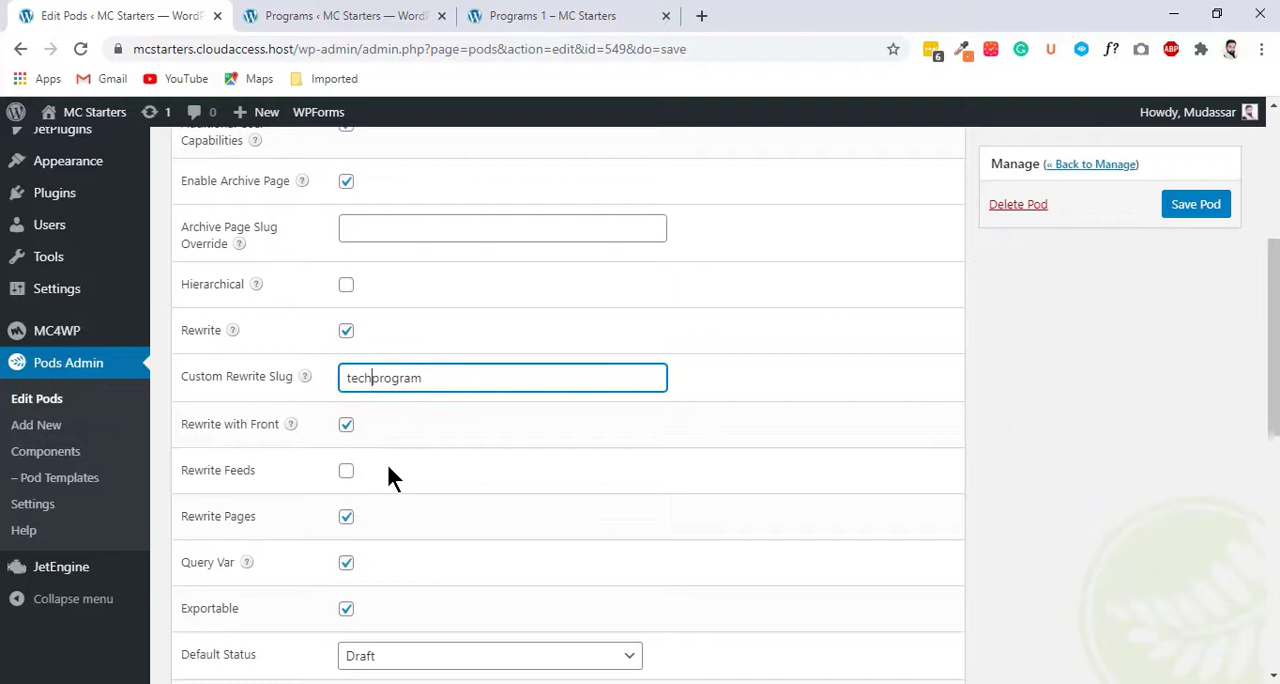 Edit Pods ‹ MC Starters — WordP
Programs ‹ MC Starters — WordP
Programs 1 – MC Starters
mcstarters.cloudaccess.host/wp-admin/admin.php?page=pods&action=edit&id=549&do=save
6
f?
ABP
Apps
Gmail
YouTube
Maps
Imported
MC Starters
1
0
New
WPForms
Howdy, Mudassar
JetPlugins
Appearance
Plugins
Users
Tools
Settings
MC4WP
Pods Admin
Edit Pods
Add New
Components
– Pod Templates
Settings
Help
JetEngine
Collapse menu
Additional User
Capabilities
Enable Archive Page
Archive Page Slug
Override
Hierarchical
Rewrite
Custom Rewrite Slug
techprogram
Rewrite with Front
Rewrite Feeds
Rewrite Pages
Query Var
Exportable
Default Status
Draft
Manage (« Back to Manage)
Delete Pod
Save Pod